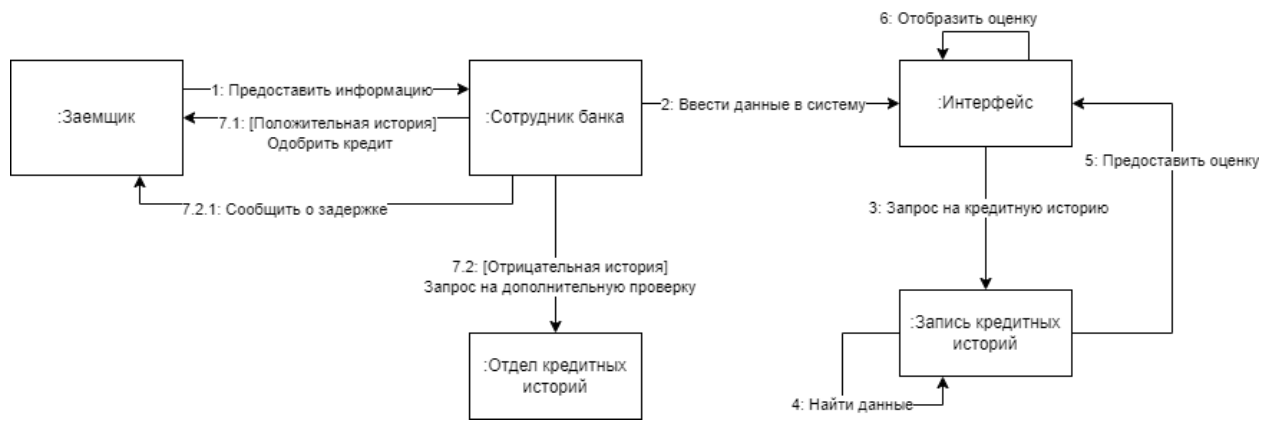 6: Отобразить оценку
:Заемщик
1: Предоставить информацию
7.1: [Положительная история]
Одобрить кредит
:Сотрудник банка
2: Ввести данные в систему
:Интерфейс
5: Предоставить оценку
7.2.1: Сообщить о задержке
3: Запрос на кредитную историю
7.2: [Отрицательная история]
Запрос на дополнительную проверку
:Отдел кредитных
историй
:Запись кредитных
историй
4: Найти данные